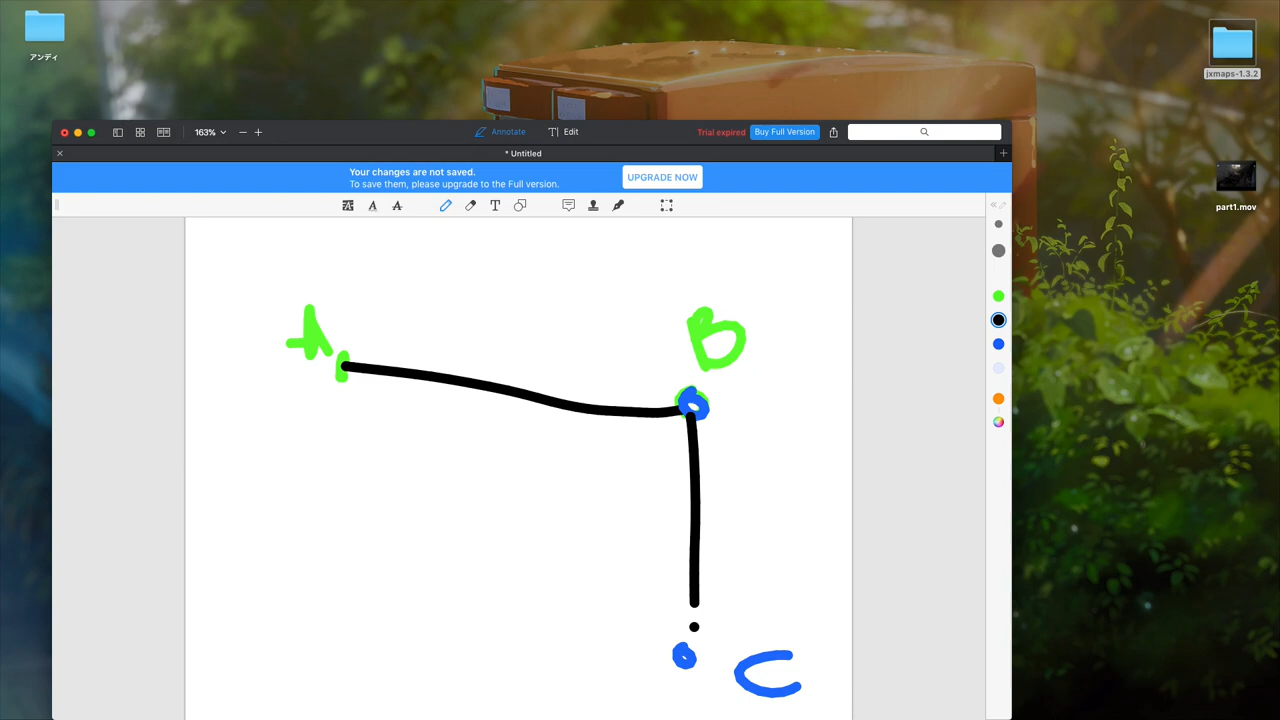 アンディ
jxmaps-1.3.2
163%
Annotate
T Edit
Trial expired
Buy Full Version
* Untitled
Your changes are not saved.
To save them, please upgrade to the Full version.
UPGRADE NOW
part1.mov
A
B
C